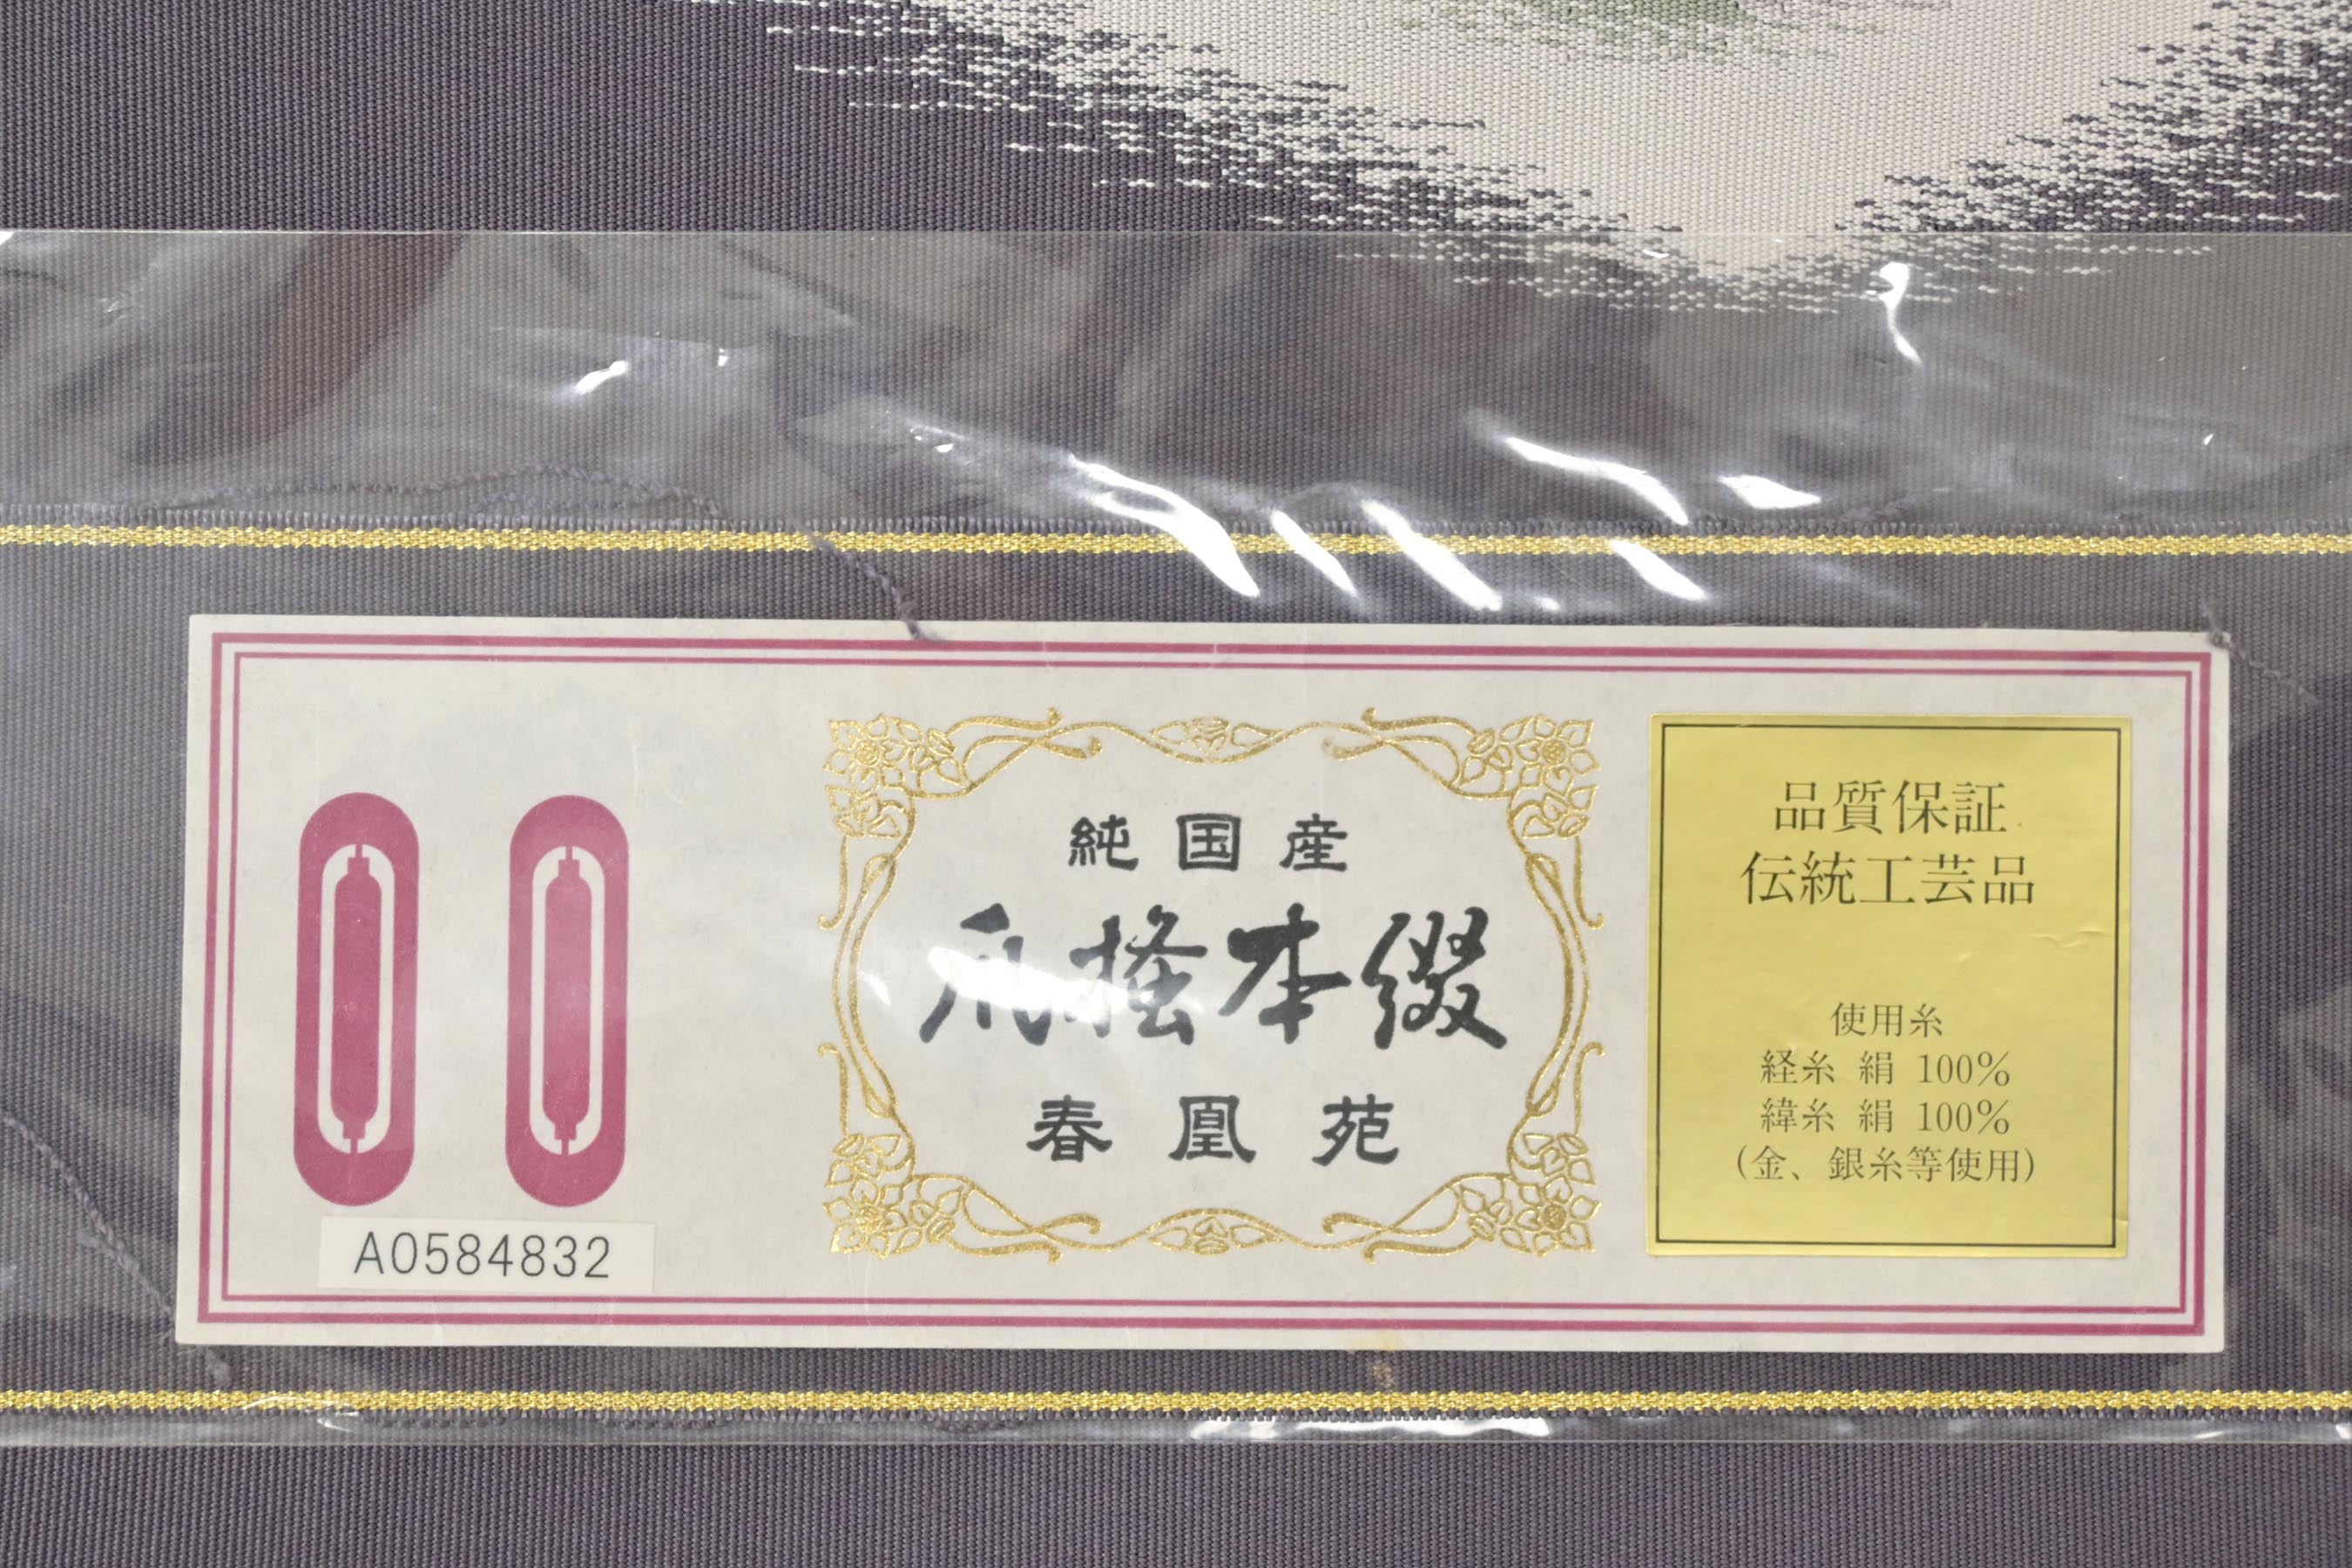 純国産
爪掻本綴
春凰苑
A0584832
品質保証
伝統工芸品
使用糸
経糸 絹 100%
緯糸 絹 100%
(金、銀糸等使用)